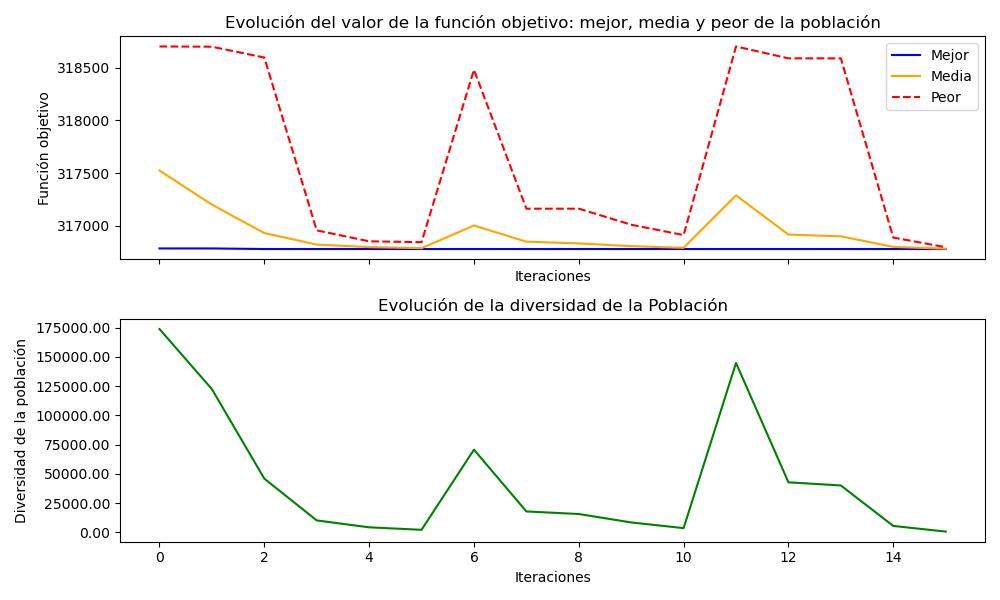 Evolución del valor de la función objetivo: mejor, media y peor de la población
Función objetivo
318500
318000
317500
317000
Mejor
Media
Peor
Iteraciones
Evolución de la diversidad de la Población
Diversidad de la población
175000.00
150000.00
125000.00
100000.00
75000.00
50000.00
25000.00
0.00
0 2 4 6 8 10 12 14
Iteraciones